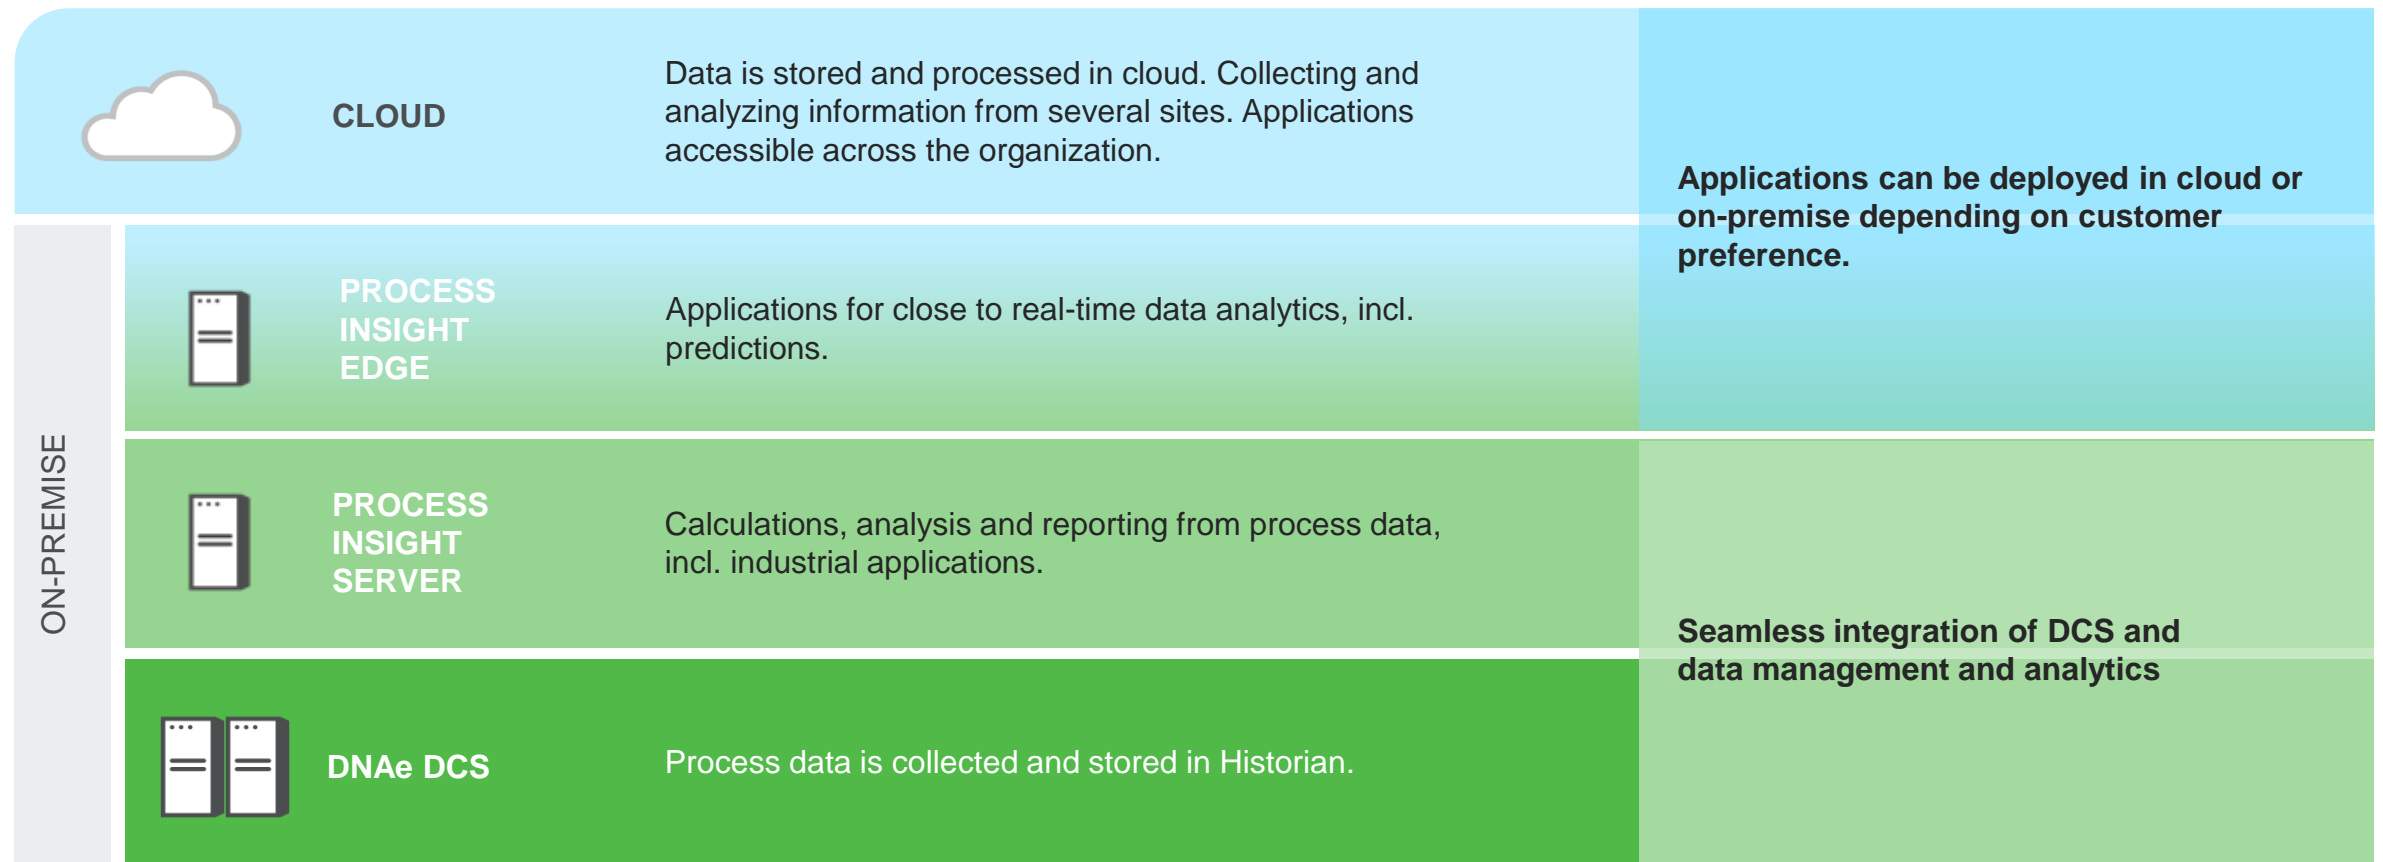 CLOUD
Data is stored and processed in cloud. Collecting and
analyzing information from several sites. Applications
accessible across the organization.
Applications can be deployed in cloud or
on-premise depending on customer
preference.
ON-PREMISE
PROCESS
INSIGHT
EDGE
Applications for close to real-time data analytics, incl.
predictions.
PROCESS
INSIGHT
SERVER
Calculations, analysis and reporting from process data,
incl. industrial applications.
Seamless integration of DCS and
data management and analytics
DNAe DCS
Process data is collected and stored in Historian.